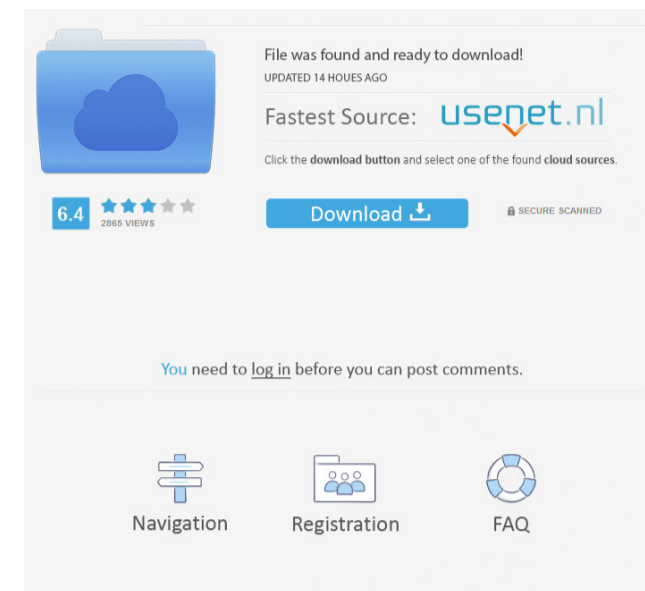 File was found and ready to download!
UPDATED 14 HOUES AGO
Fastest Source: usenet.nl
Click the download button and select one of the found cloud sources.
6.4
2865 VIEWS
Download
SECURE SCANNED
You need to log in before you can post comments.
Navigation
Registration
FAQ